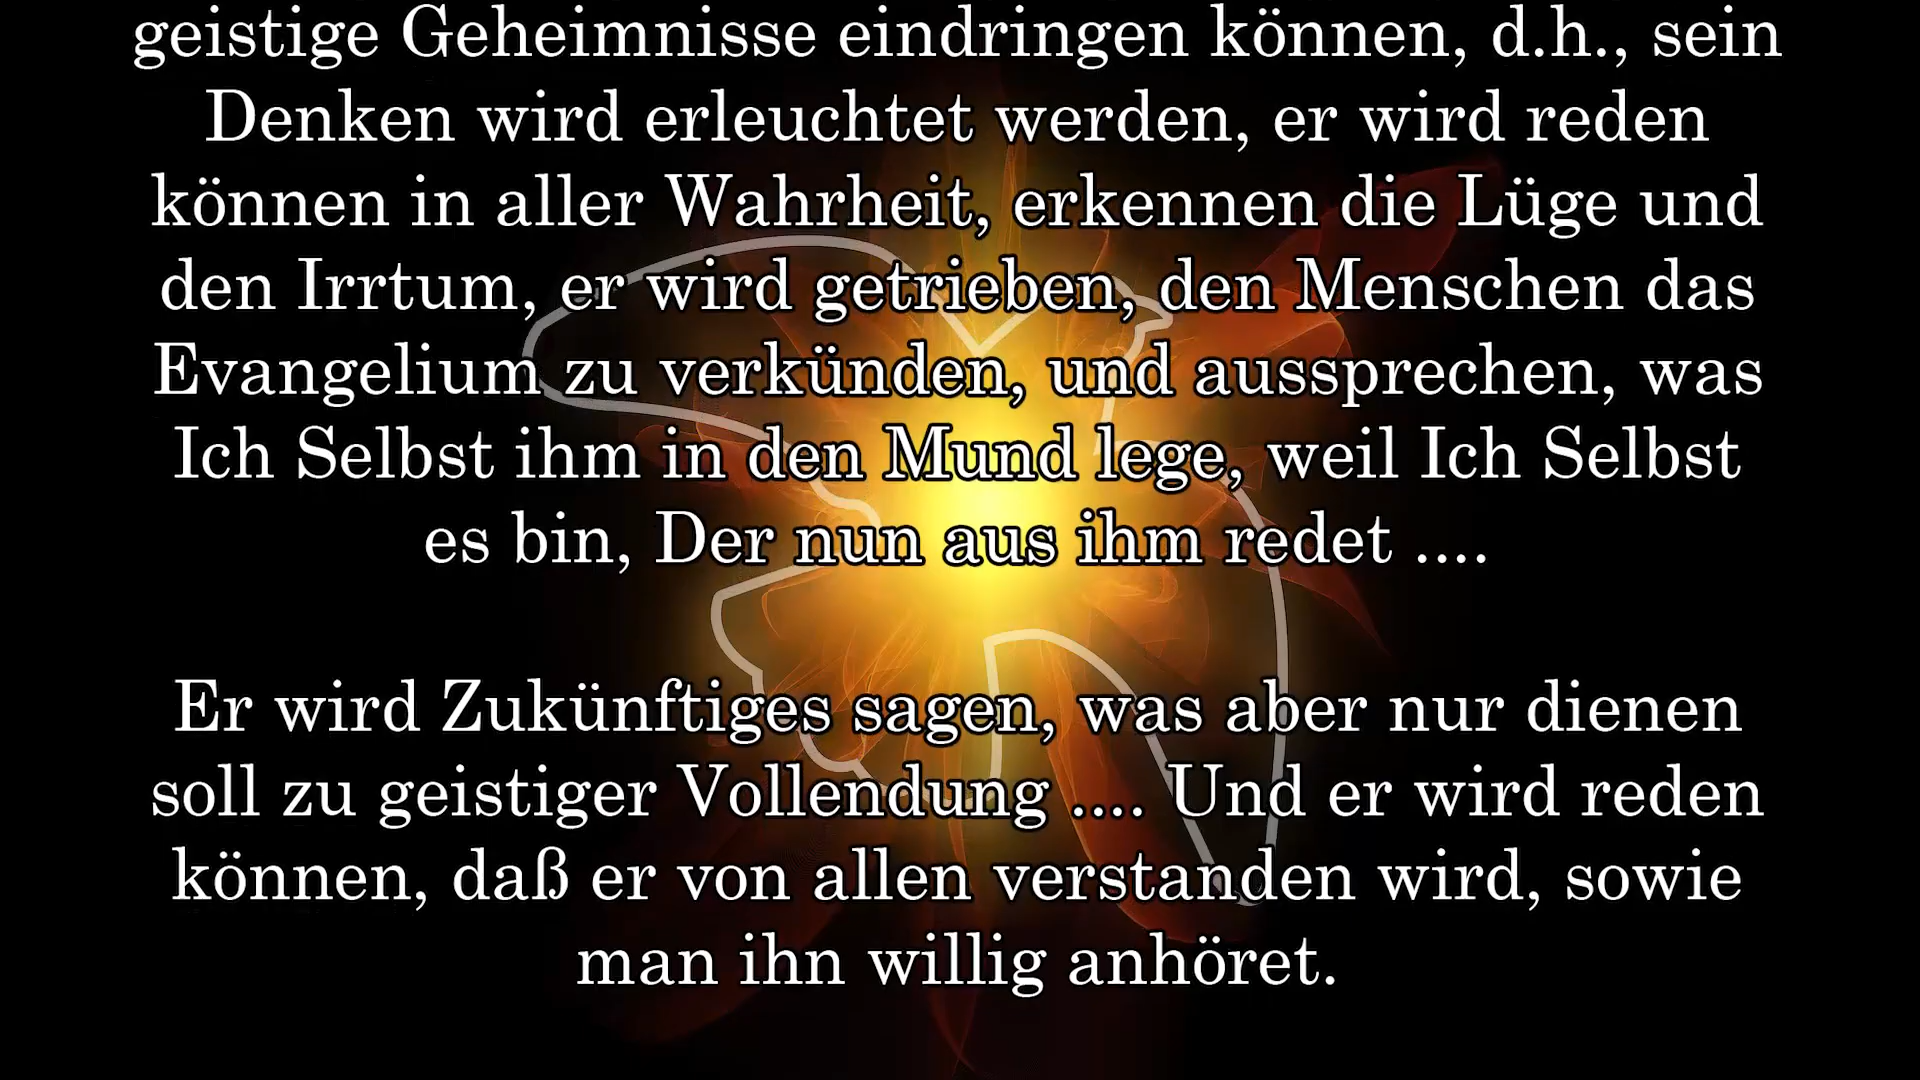 geistige Geheimnisse eindringen können, d.h., sein
Denken wird erleuchtet werden, er wird reden
können in aller Wahrheit, erkennen die Lüge und
den Irrtum, er wird getrieben, den Menschen das
Evangelium zu verkünden, und aussprechen, was
Ich Selbst ihm in den Mund lege, weil Ich Selbst
es bin, Der nun aus ihm redet ....
Er wird Zukünftiges sagen, was aber nur dienen
soll zu geistiger Vollendung .... Und er wird reden
können, daß er von allen verstanden wird, sowie
man ihn willig anhöret.